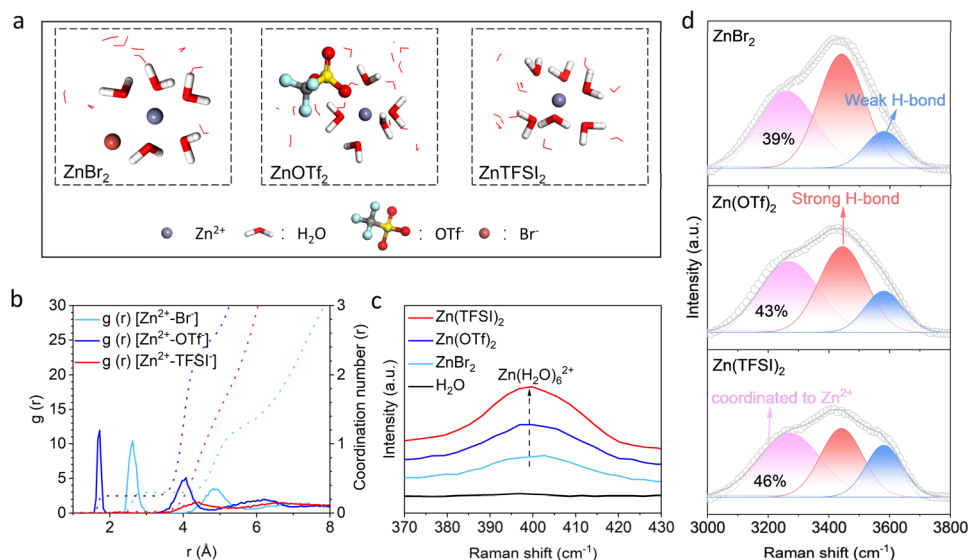 a
ZnBr₂
ZnOTf₂
ZnTFSI₂
Zn²⁺
: H₂O
: OTf⁻
: Br⁻
b
30
25
20
15
10
5
0
g (r)
g (r) [Zn²⁺-Br⁻]
g (r) [Zn²⁺-OTf⁻]
g (r) [Zn²⁺-TFSI⁻]
3
2
1
0
Coordination number (r)
2
4
6
8
r (Å)
c
Intensity (a.u.)
Zn(TFSI)₂
Zn(OTf)₂
ZnBr₂
H₂O
Zn(H₂O)₆²⁺
370
380
390
400
410
420
430
Raman shift (cm⁻¹)
d
ZnBr₂
Weak H-bond
39%
Zn(OTf)₂
Strong H-bond
43%
Zn(TFSI)₂
coordinated to Zn²⁺
46%
Intensity (a.u.)
3000
3200
3400
3600
3800
Raman shift (cm⁻¹)